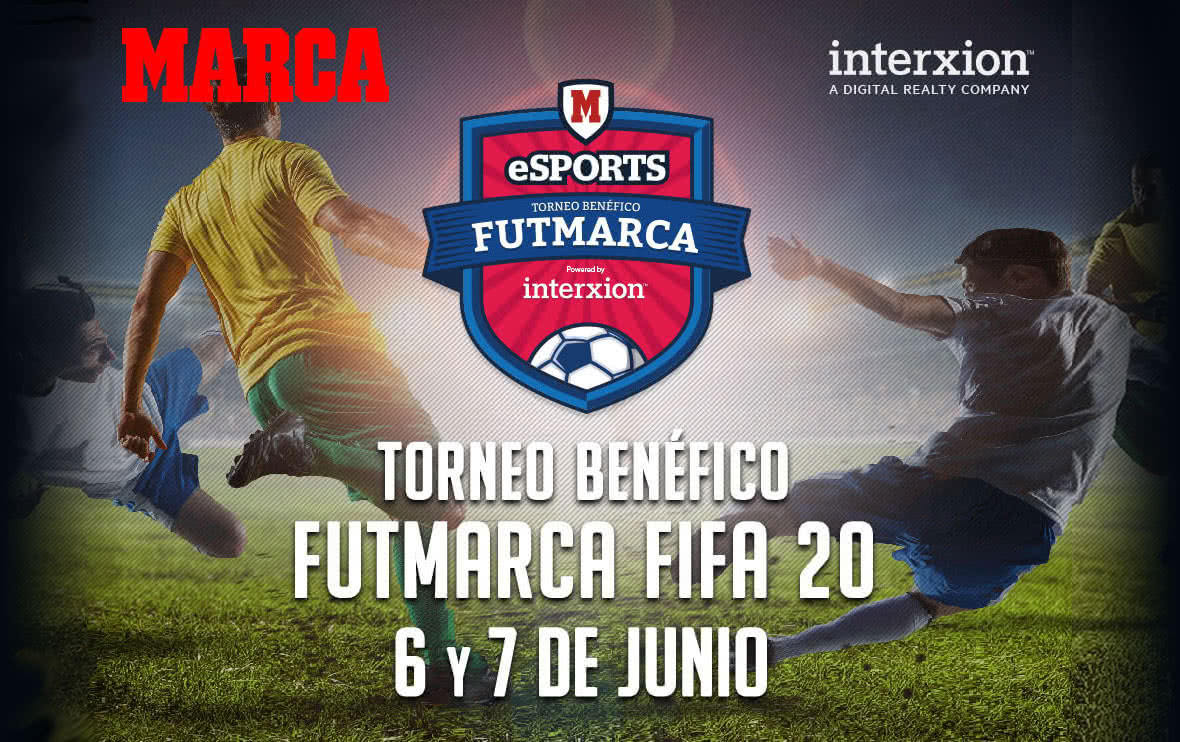 MARCA
interxion™
A DIGITAL REALTY COMPANY
M
eSPORTS
TORNEO BENÉFICO
FUTMARCA
Powered by
interxion™
TORNEO BENÉFICO
FUTMARCA FIFA 20
6 Y 7 DE JUNIO